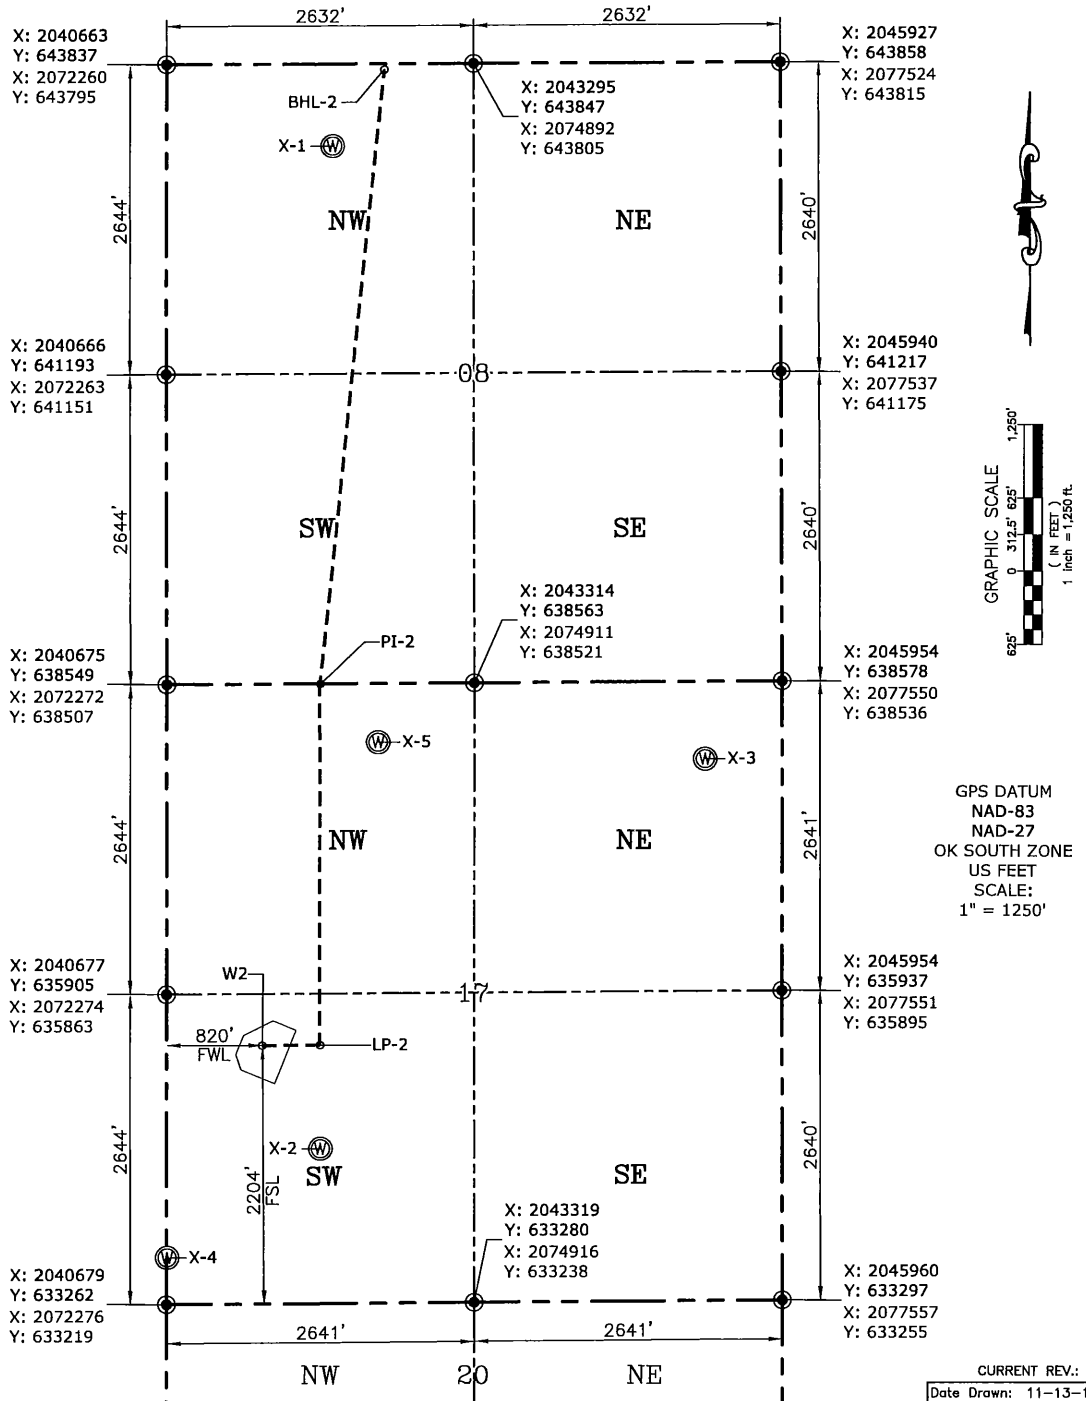 2632'
2632'
X: 2040663
Y: 643837
X: 2072260
Y: 643795
X: 2045927
Y: 643858
X: 2077524
Y: 643815
BHL-2
X: 2043295
Y: 643847
X: 2074892
Y: 643805
X-1
W
2644'
NW
NE
2640'
X: 2040666
Y: 641193
X: 2072263
Y: 641151
08
X: 2045940
Y: 641217
X: 2077537
Y: 641175
GRAPHIC SCALE
625'
0
312.5'
625'
1,250'
( IN FEET )
1 inch = 1,250 ft.
2644'
SW
SE
2640'
X: 2043314
Y: 638563
X: 2074911
Y: 638521
PI-2
X: 2040675
Y: 638549
X: 2072272
Y: 638507
X: 2045954
Y: 638578
X: 2077550
Y: 638536
W
X-5
W
X-3
GPS DATUM
NAD-83
NAD-27
OK SOUTH ZONE
US FEET
SCALE:
1" = 1250'
2644'
NW
NE
2641'
X: 2040677
Y: 635905
X: 2072274
Y: 635863
W2
17
X: 2045954
Y: 635937
X: 2077551
Y: 635895
820'
FWL
LP-2
2644'
X-2
W
SW
SE
2640'
2204'
FSL
X: 2043319
Y: 633280
X: 2074916
Y: 633238
W
X-4
X: 2040679
Y: 633262
X: 2072276
Y: 633219
X: 2045960
Y: 633297
X: 2077557
Y: 633255
2641'
2641'
NW
20
NE
CURRENT REV.:
Date Drawn: 11-13-1